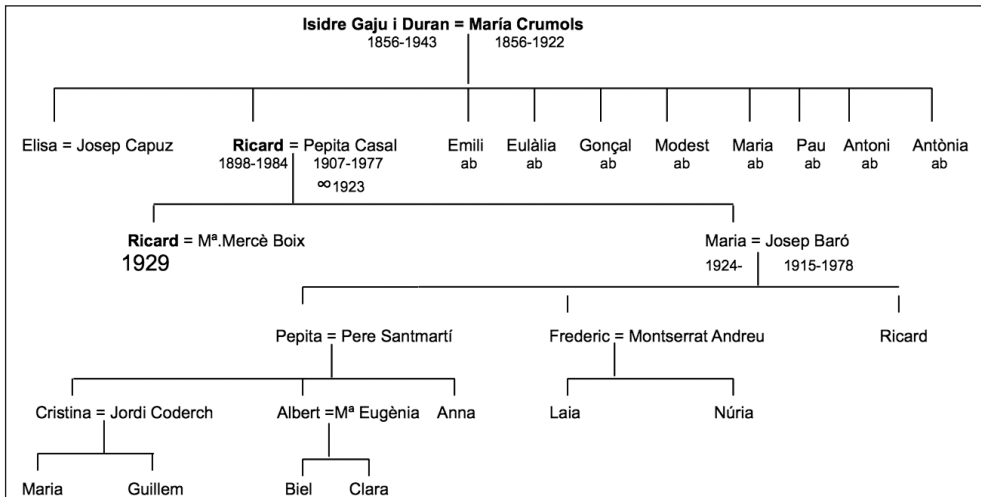 Isidre Gaju i Duran = María Crumols
1856-1943 1856-1922
Elisa = Josep Capuz Ricard = Pepita Casal Emili Eulàlia Gonçal Modest Maria Pau Antoni Antònia
1898-1984 1907-1977 ab ab ab ab ab ab ab ab
∞1923
Ricard = Mª.Mercè Boix Maria = Josep Baró
1929 1924- 1915-1978
Pepita = Pere Santmartí Frederic = Montserrat Andreu Ricard
Cristina = Jordi Coderch Albert =Mª Eugènia Anna Laia Núria
Maria Guillem Biel Clara